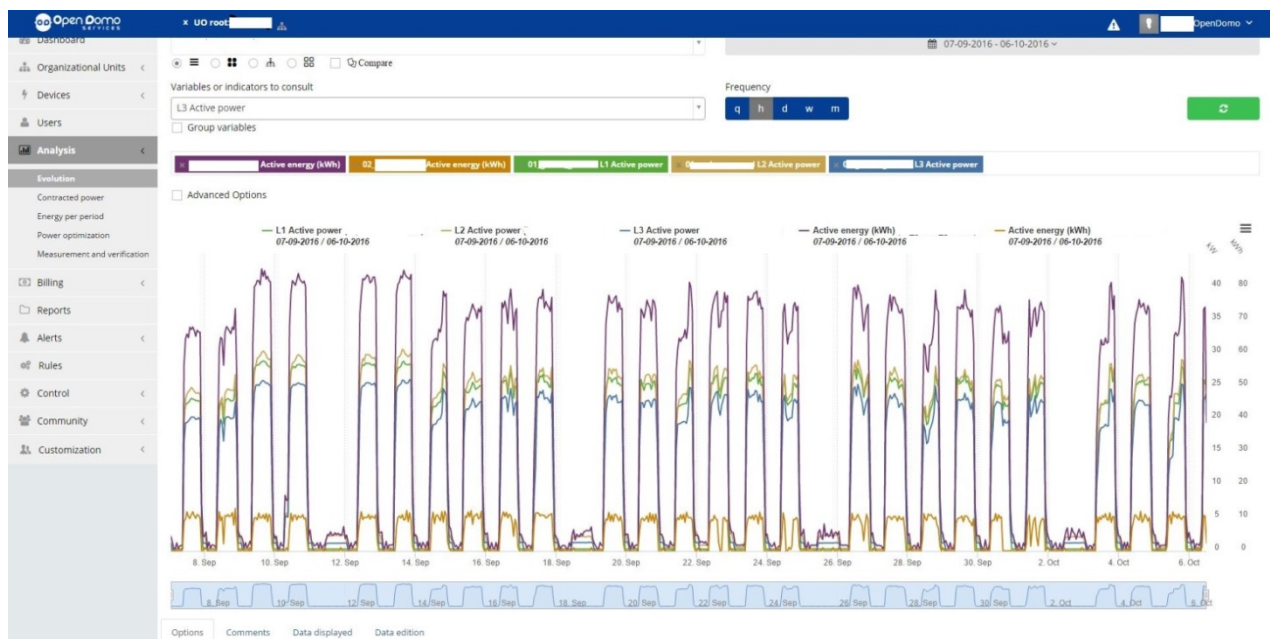 Open Domo
SERVICES
x UO root:
OpenDomo
Dashboard
07-09-2016 - 06-10-2016
Organizational Units
Compare
Devices
Variables or indicators to consult
Frequency
L3 Active power
q h d w m
Users
Group variables
Analysis
× Active energy (kWh)
02_ Active energy (kWh)
01_ L1 Active power
L2 Active power
L3 Active power
Evolution
Advanced Options
Contracted power
Energy per period
Power optimization
Measurement and verification
L1 Active power
07-09-2016 / 06-10-2016
L2 Active power
07-09-2016 / 06-10-2016
L3 Active power
07-09-2016 / 06-10-2016
Active energy (kWh)
07-09-2016 / 06-10-2016
Active energy (kWh)
07-09-2016 / 06-10-2016
kW kWh
Billing
Reports
Alerts
Rules
Control
Community
Customization
40 80
35 70
30 60
25 50
20 40
15 30
10 20
5 10
0 0
8. Sep 10. Sep 12. Sep 14. Sep 16. Sep 18. Sep 20. Sep 22. Sep 24. Sep 26. Sep 28. Sep 30. Sep 2. Oct 4. Oct 6. Oct
8. Sep 10. Sep 12. Sep 14. Sep 16. Sep 18. Sep 20. Sep 22. Sep 24. Sep 26. Sep 28. Sep 30. Sep 2. Oct 4. Oct 6. Oct
Options Comments Data displayed Data edition